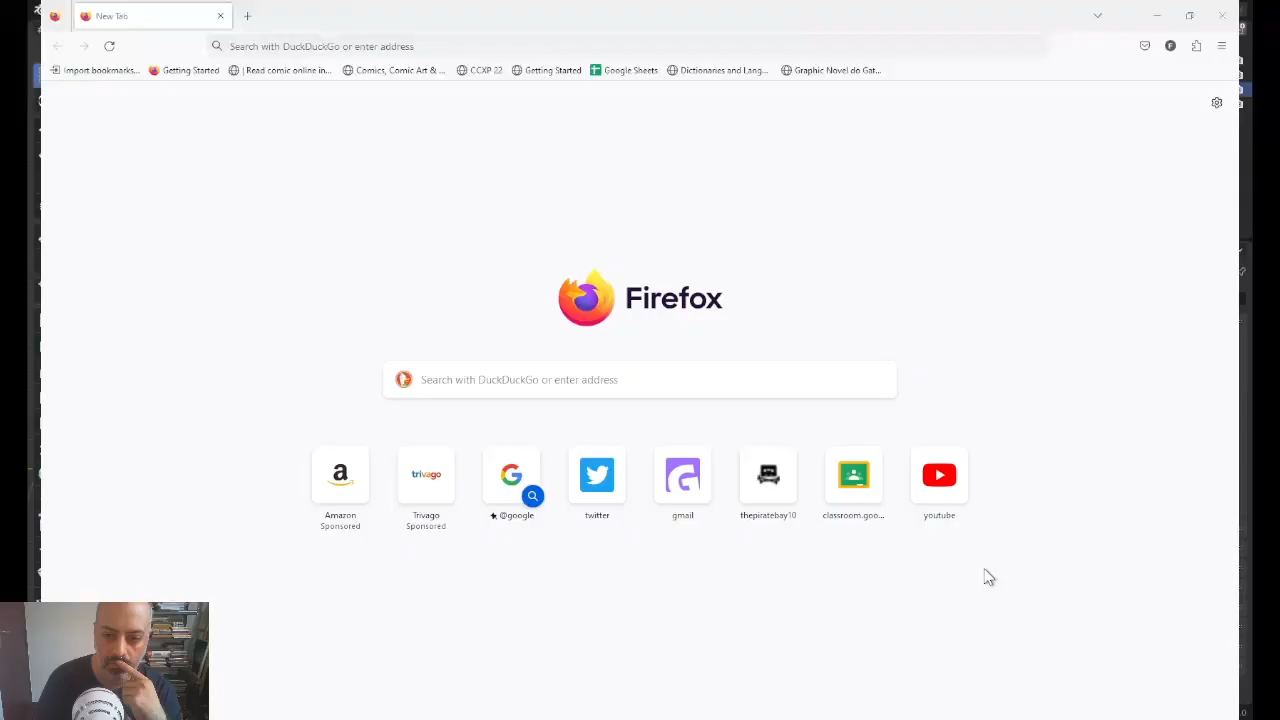 New Tab
Search with DuckDuckGo or enter address
Import bookmarks...
Getting Started
| Read comic online in...
Comics, Comic Art & ...
CCXP 22
Getting Started
Google Sheets
Dictionaries and Lang...
Graphic Novel do Gat...
Firefox
Search with DuckDuckGo or enter address
trivago
Amazon
Sponsored
Trivago
Sponsored
@google
twitter
gmail
thepiratebay10
classroom.goo...
youtube